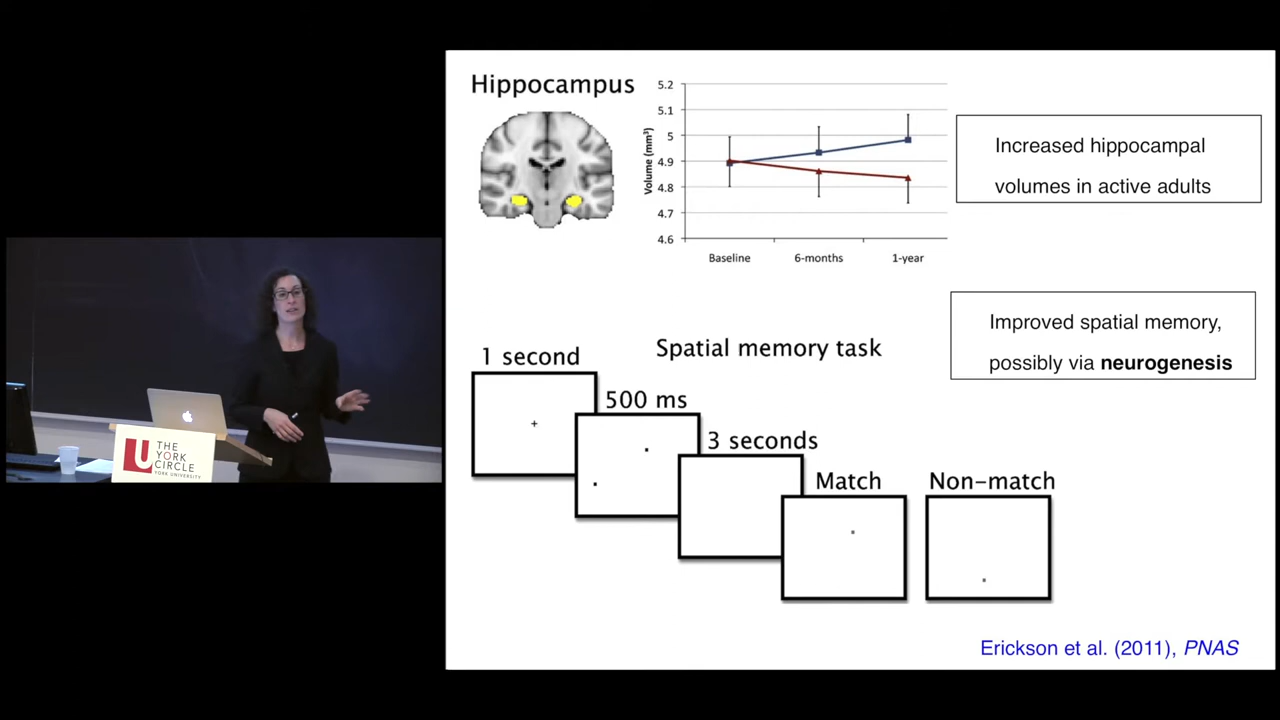 Hippocampus
5.2
5.1
5
4.9
4.8
4.7
4.6
Volume (mm³)
Baseline
6-months
1-year
Increased hippocampal
volumes in active adults
Improved spatial memory,
possibly via neurogenesis
Spatial memory task
1 second
500 ms
3 seconds
Match
Non-match
Erickson et al. (2011), PNAS
U
THE
YORK
CIRCLE
YORK UNIVERSITY